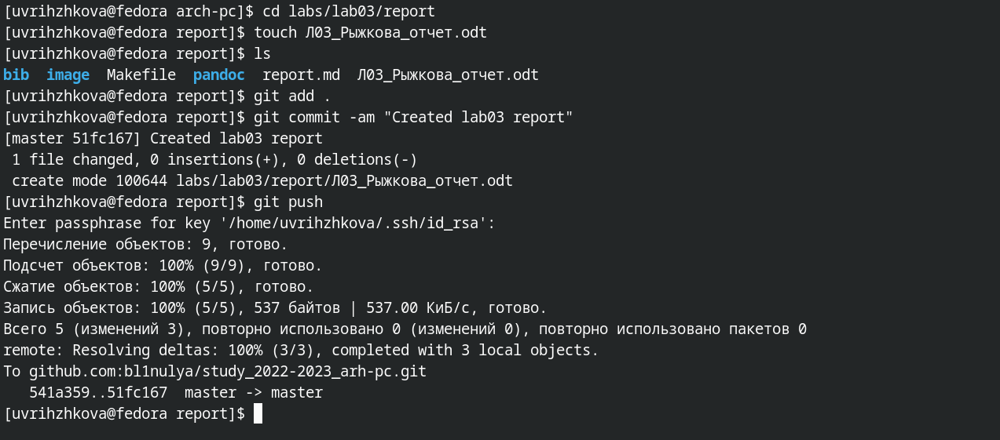 [uvrihzhkova@fedora arch-pc]$ cd labs/lab03/report
[uvrihzhkova@fedora report]$ touch Л03_Рыжкова_отчет.odt
[uvrihzhkova@fedora report]$ ls
bib  image  Makefile  pandoc  report.md  Л03_Рыжкова_отчет.odt
[uvrihzhkova@fedora report]$ git add .
[uvrihzhkova@fedora report]$ git commit -am "Created lab03 report"
[master 51fc167] Created lab03 report
 1 file changed, 0 insertions(+), 0 deletions(-)
 create mode 100644 labs/lab03/report/Л03_Рыжкова_отчет.odt
[uvrihzhkova@fedora report]$ git push
Enter passphrase for key '/home/uvrihzhkova/.ssh/id_rsa':
Перечисление объектов: 9, готово.
Подсчет объектов: 100% (9/9), готово.
Сжатие объектов: 100% (5/5), готово.
Запись объектов: 100% (5/5), 537 байтов | 537.00 КиБ/с, готово.
Всего 5 (изменений 3), повторно использовано 0 (изменений 0), повторно использовано пакетов 0
remote: Resolving deltas: 100% (3/3), completed with 3 local objects.
To github.com:bl1nulya/study_2022-2023_arh-pc.git
   541a359..51fc167  master -> master
[uvrihzhkova@fedora report]$